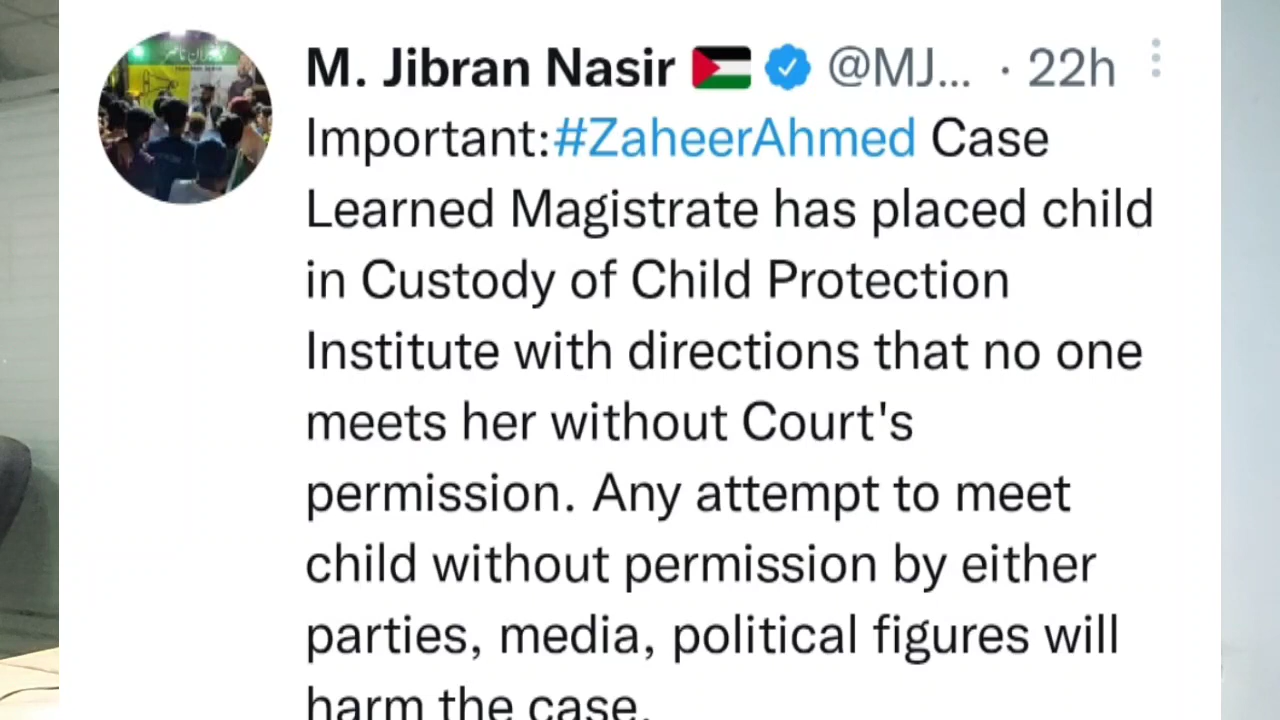 M. Jibran Nasir 🇵🇸 @MJ... · 22h
Important:#ZaheerAhmed Case
Learned Magistrate has placed child
in Custody of Child Protection
Institute with directions that no one
meets her without Court's
permission. Any attempt to meet
child without permission by either
parties, media, political figures will
harm the case.